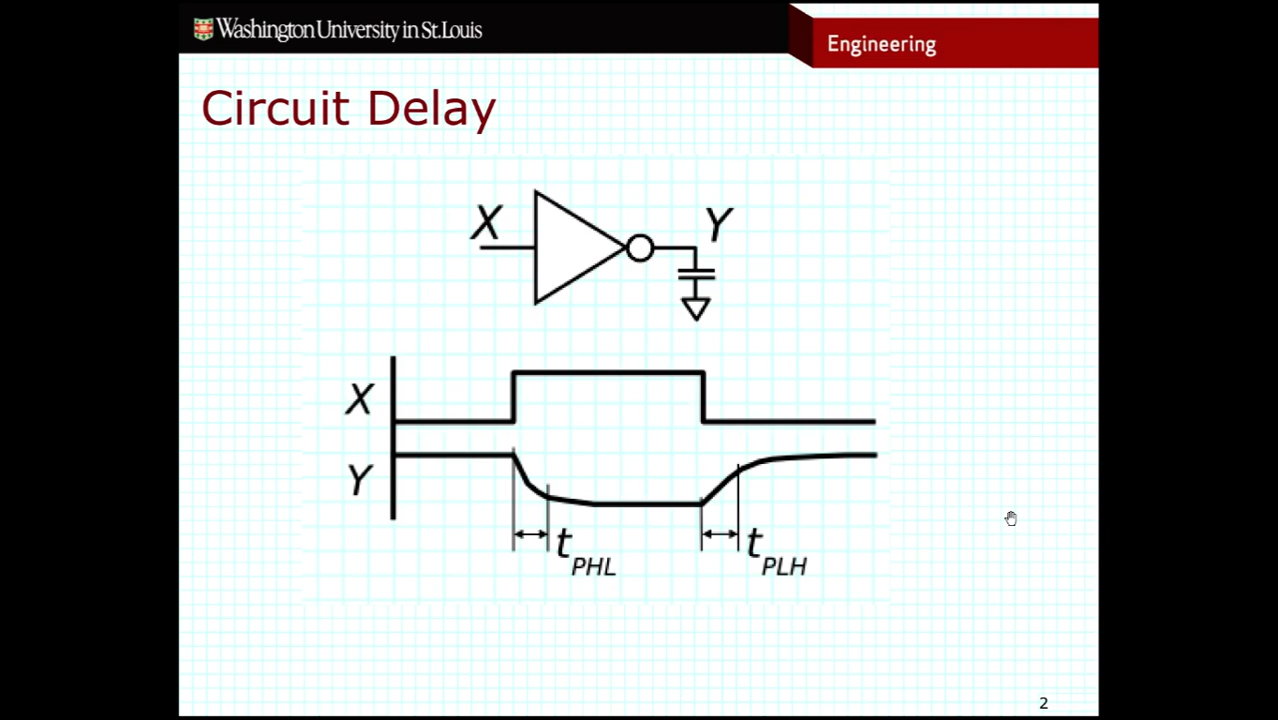 Washington University in St.Louis
Engineering
Circuit Delay
X
Y
X
Y
tPHL
tPLH
2